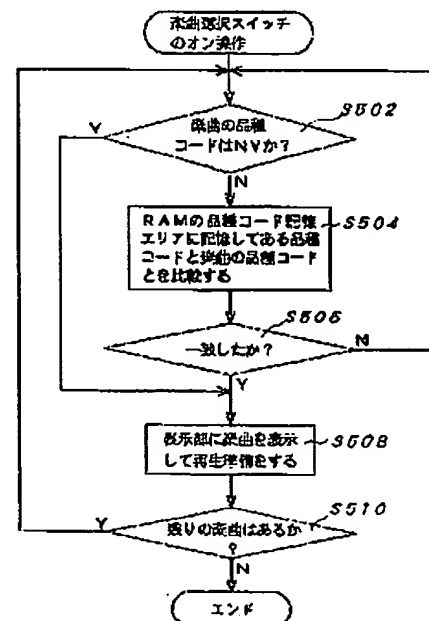 楽曲選択スイッチ
のオン操作
S502
Y
楽曲の品種
コードはNVか?
N
RAMの品種コード記憶
エリアに記憶してある品種
コードと楽曲の品種コード
とを比較する
S504
S506
一致したか?
N
Y
表示部に楽曲を表示
して再生準備をする
S508
S510
Y
残りの楽曲はあるか
?
N
エンド